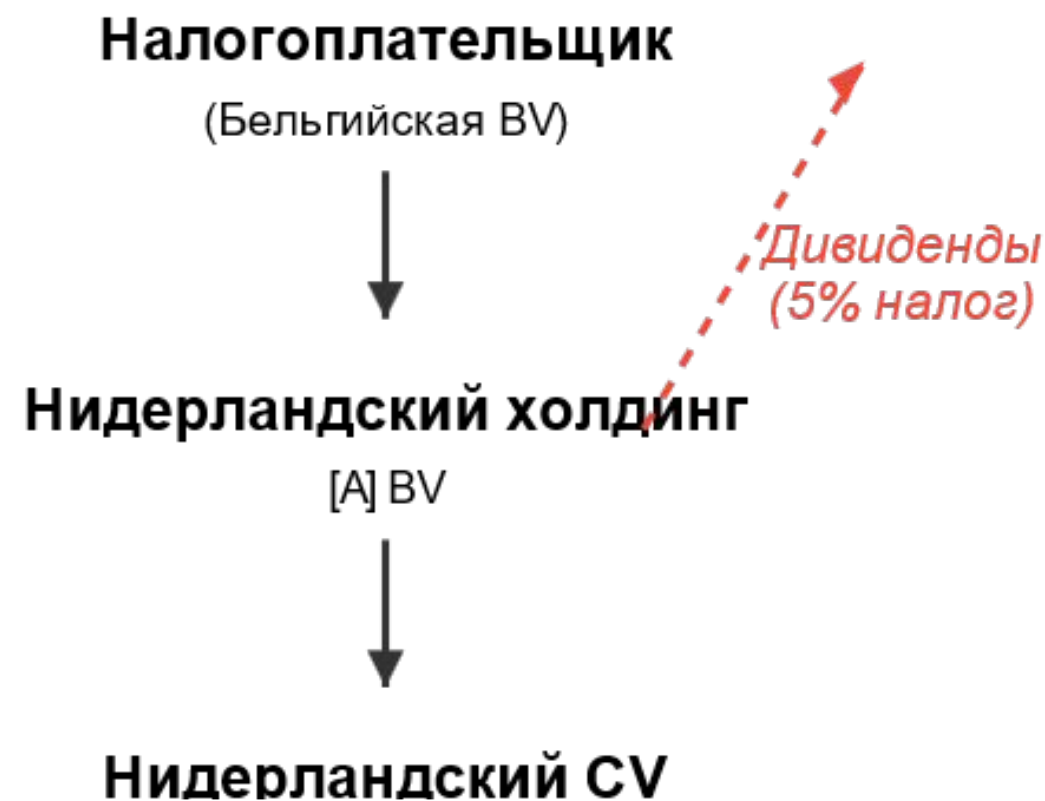 Налогоплательщик
(Бельгийская BV)
Дивиденды
(5% налог)
Нидерландский холдинг
[A] BV
Нидерландский CV